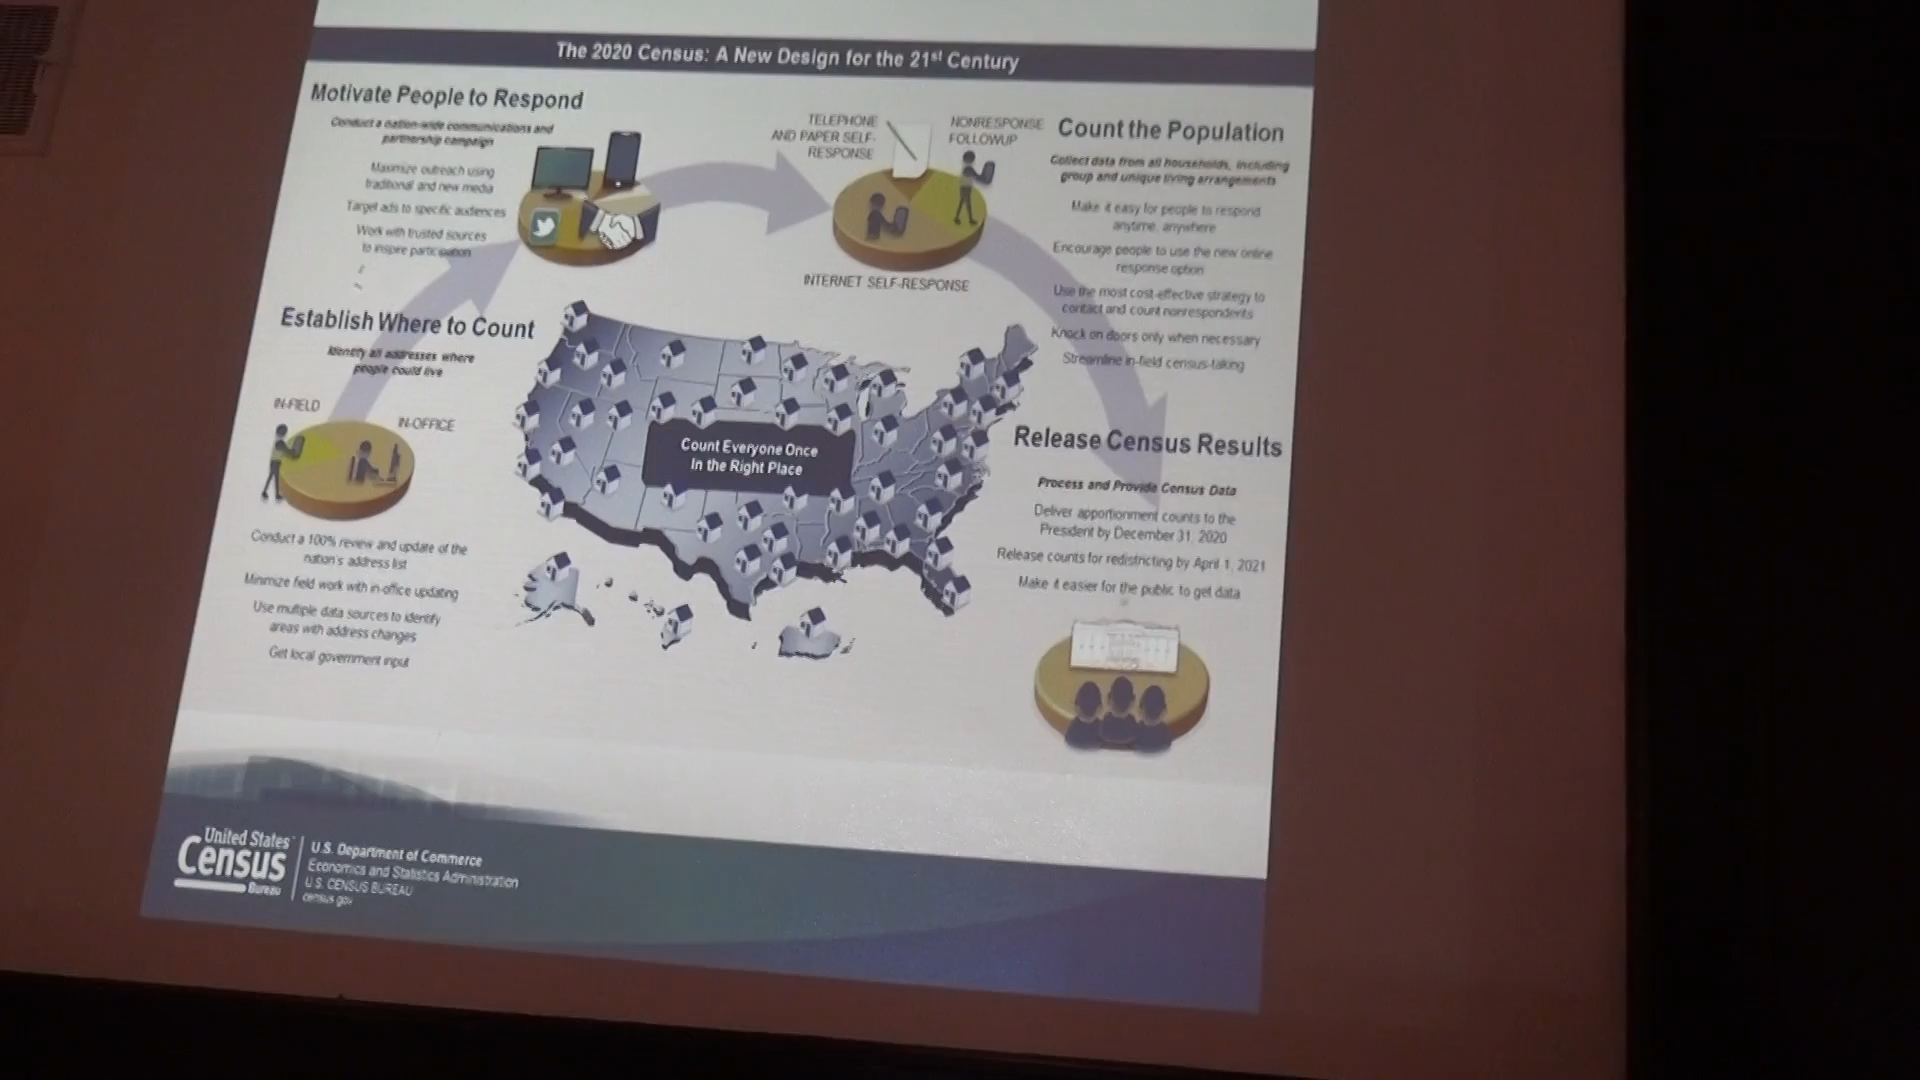 The 2020 Census: A New Design for the 21st Century
Motivate People to Respond
Conduct a nation-wide communications and
partnership campaign
Maximize outreach using
traditional and new media
Target ads to specific audiences
Work with trusted sources
to inspire participation
TELEPHONE
AND PAPER SELF-
RESPONSE
NONRESPONSE
FOLLOWUP
INTERNET SELF-RESPONSE
Count the Population
Collect data from all households, including
group and unique living arrangements
Make it easy for people to respond
anytime, anywhere
Encourage people to use the new online
response option
Use the most cost-effective strategy to
contact and count nonrespondents
Knock on doors only when necessary
Streamline in-field census-taking
Establish Where to Count
Identify all addresses where
people could live
IN-FIELD
IN-OFFICE
Conduct a 100% review and update of the
nation's address list
Minimize field work with in-office updating
Use multiple data sources to identify
areas with address changes
Get local government input
Count Everyone Once
In the Right Place
Release Census Results
Process and Provide Census Data
Deliver apportionment counts to the
President by December 31, 2020
Release counts for redistricting by April 1, 2021
Make it easier for the public to get data
United States
Census
Bureau
U.S. Department of Commerce
Economics and Statistics Administration
U.S. CENSUS BUREAU
census.gov